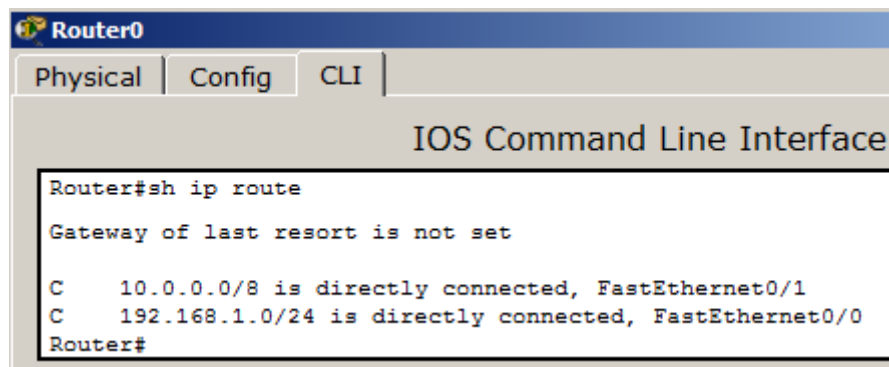 Router0
Physical Config CLI
IOS Command Line Interface
Router#sh ip route
Gateway of last resort is not set
C    10.0.0.0/8 is directly connected, FastEthernet0/1
C    192.168.1.0/24 is directly connected, FastEthernet0/0
Router#